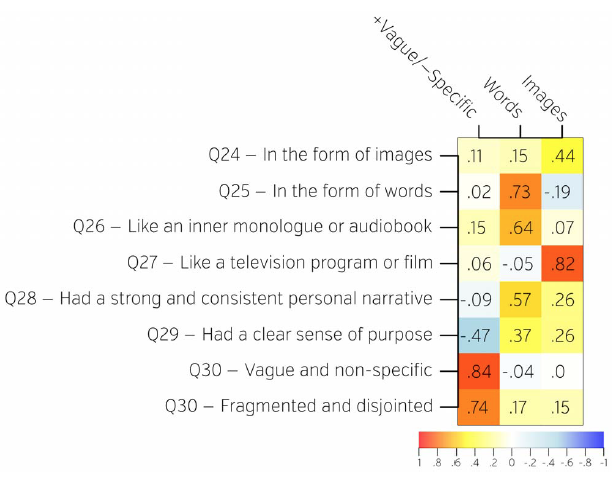 +Vague/–Specific Words Images
Q24 – In the form of images .11 .15 .44
Q25 – In the form of words .02 .73 -.19
Q26 – Like an inner monologue or audiobook .15 .64 .07
Q27 – Like a television program or film .06 -.05 .82
Q28 – Had a strong and consistent personal narrative -.09 .57 .26
Q29 – Had a clear sense of purpose -.47 .37 .26
Q30 – Vague and non-specific .84 -.04 .0
Q30 – Fragmented and disjointed .74 .17 .15
1 .8 .6 .4 .2 0 -.2 -.4 -.6 -.8 -1